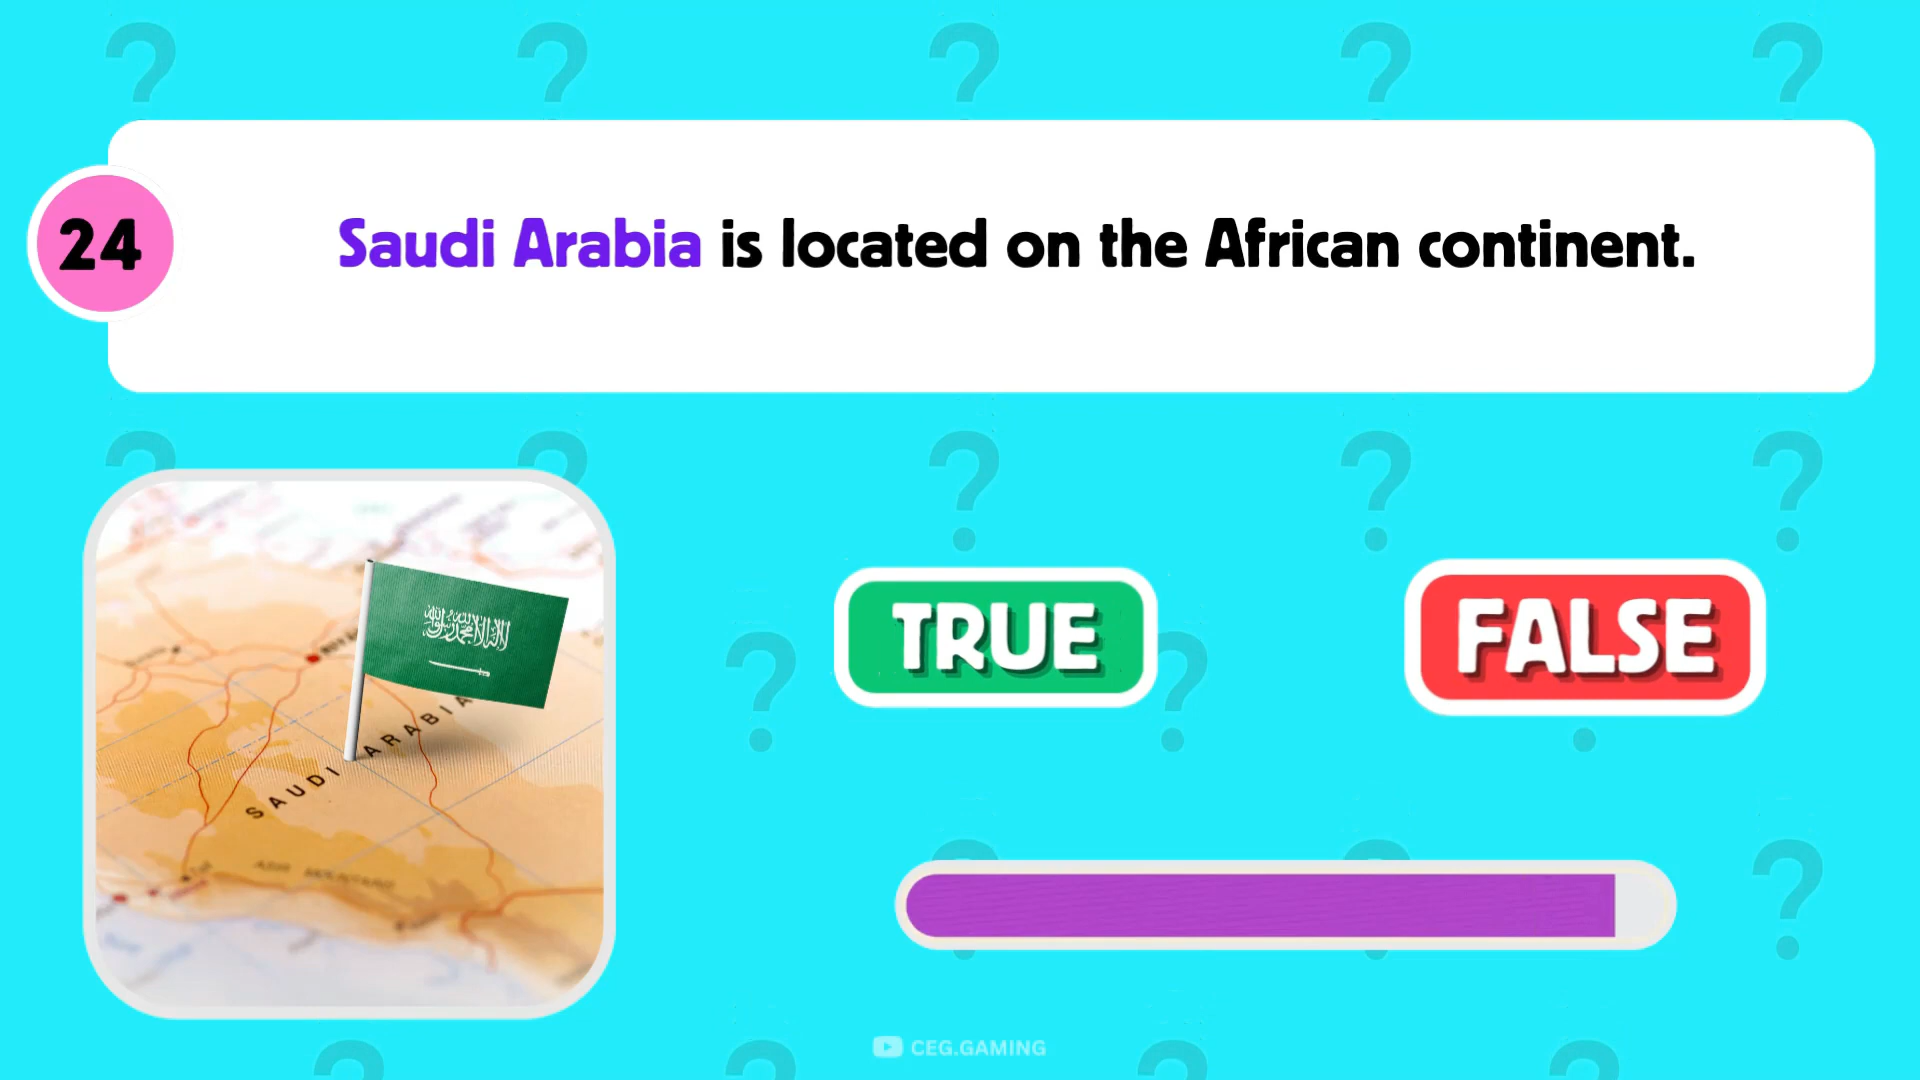 24
Saudi Arabia is located on the African continent.
TRUE
FALSE
SAUDI ARABIA
CEG.GAMING